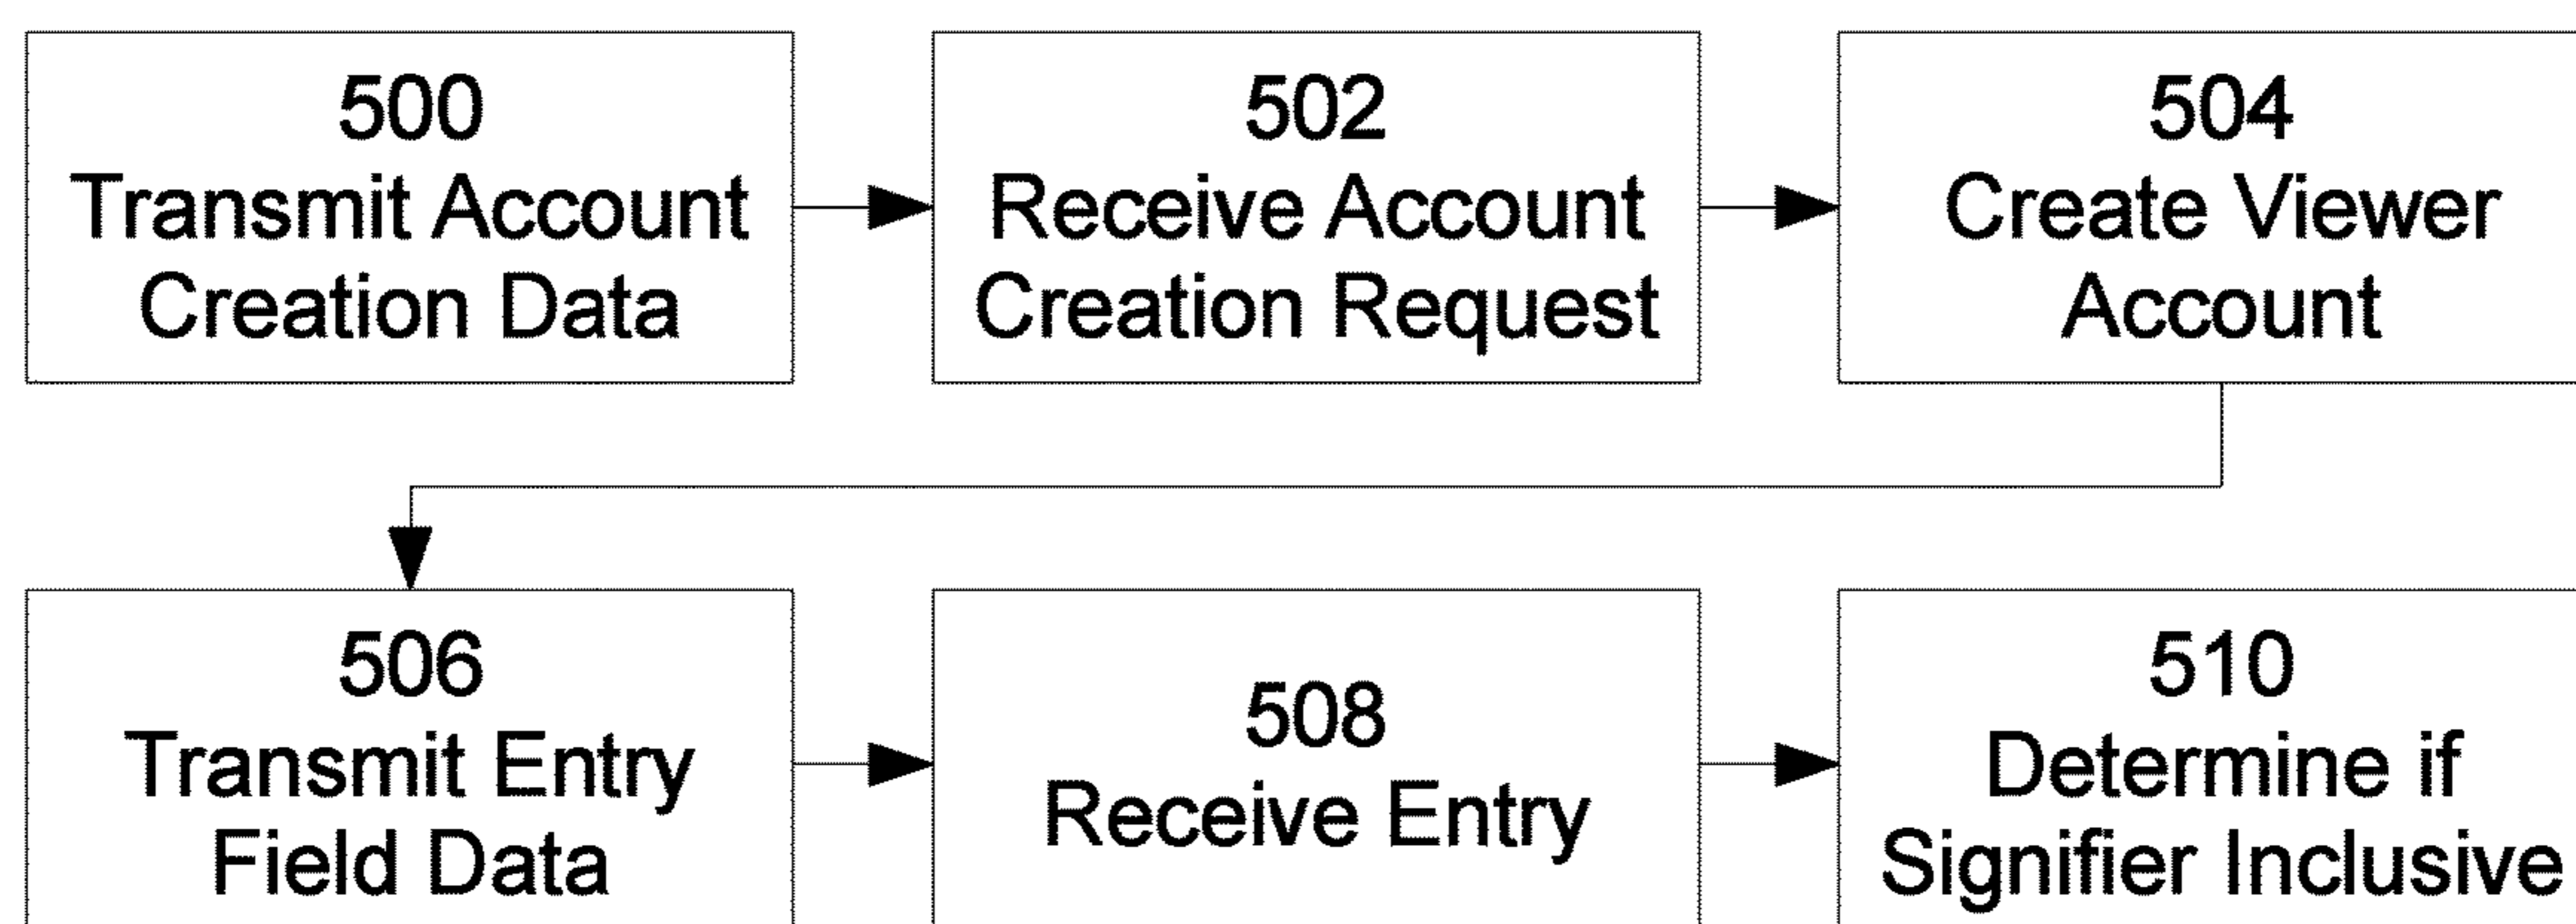 500
Transmit Account
Creation Data
502
Receive Account
Creation Request
504
Create Viewer
Account
506
Transmit Entry
Field Data
508
Receive Entry
510
Determine if
Signifier Inclusive